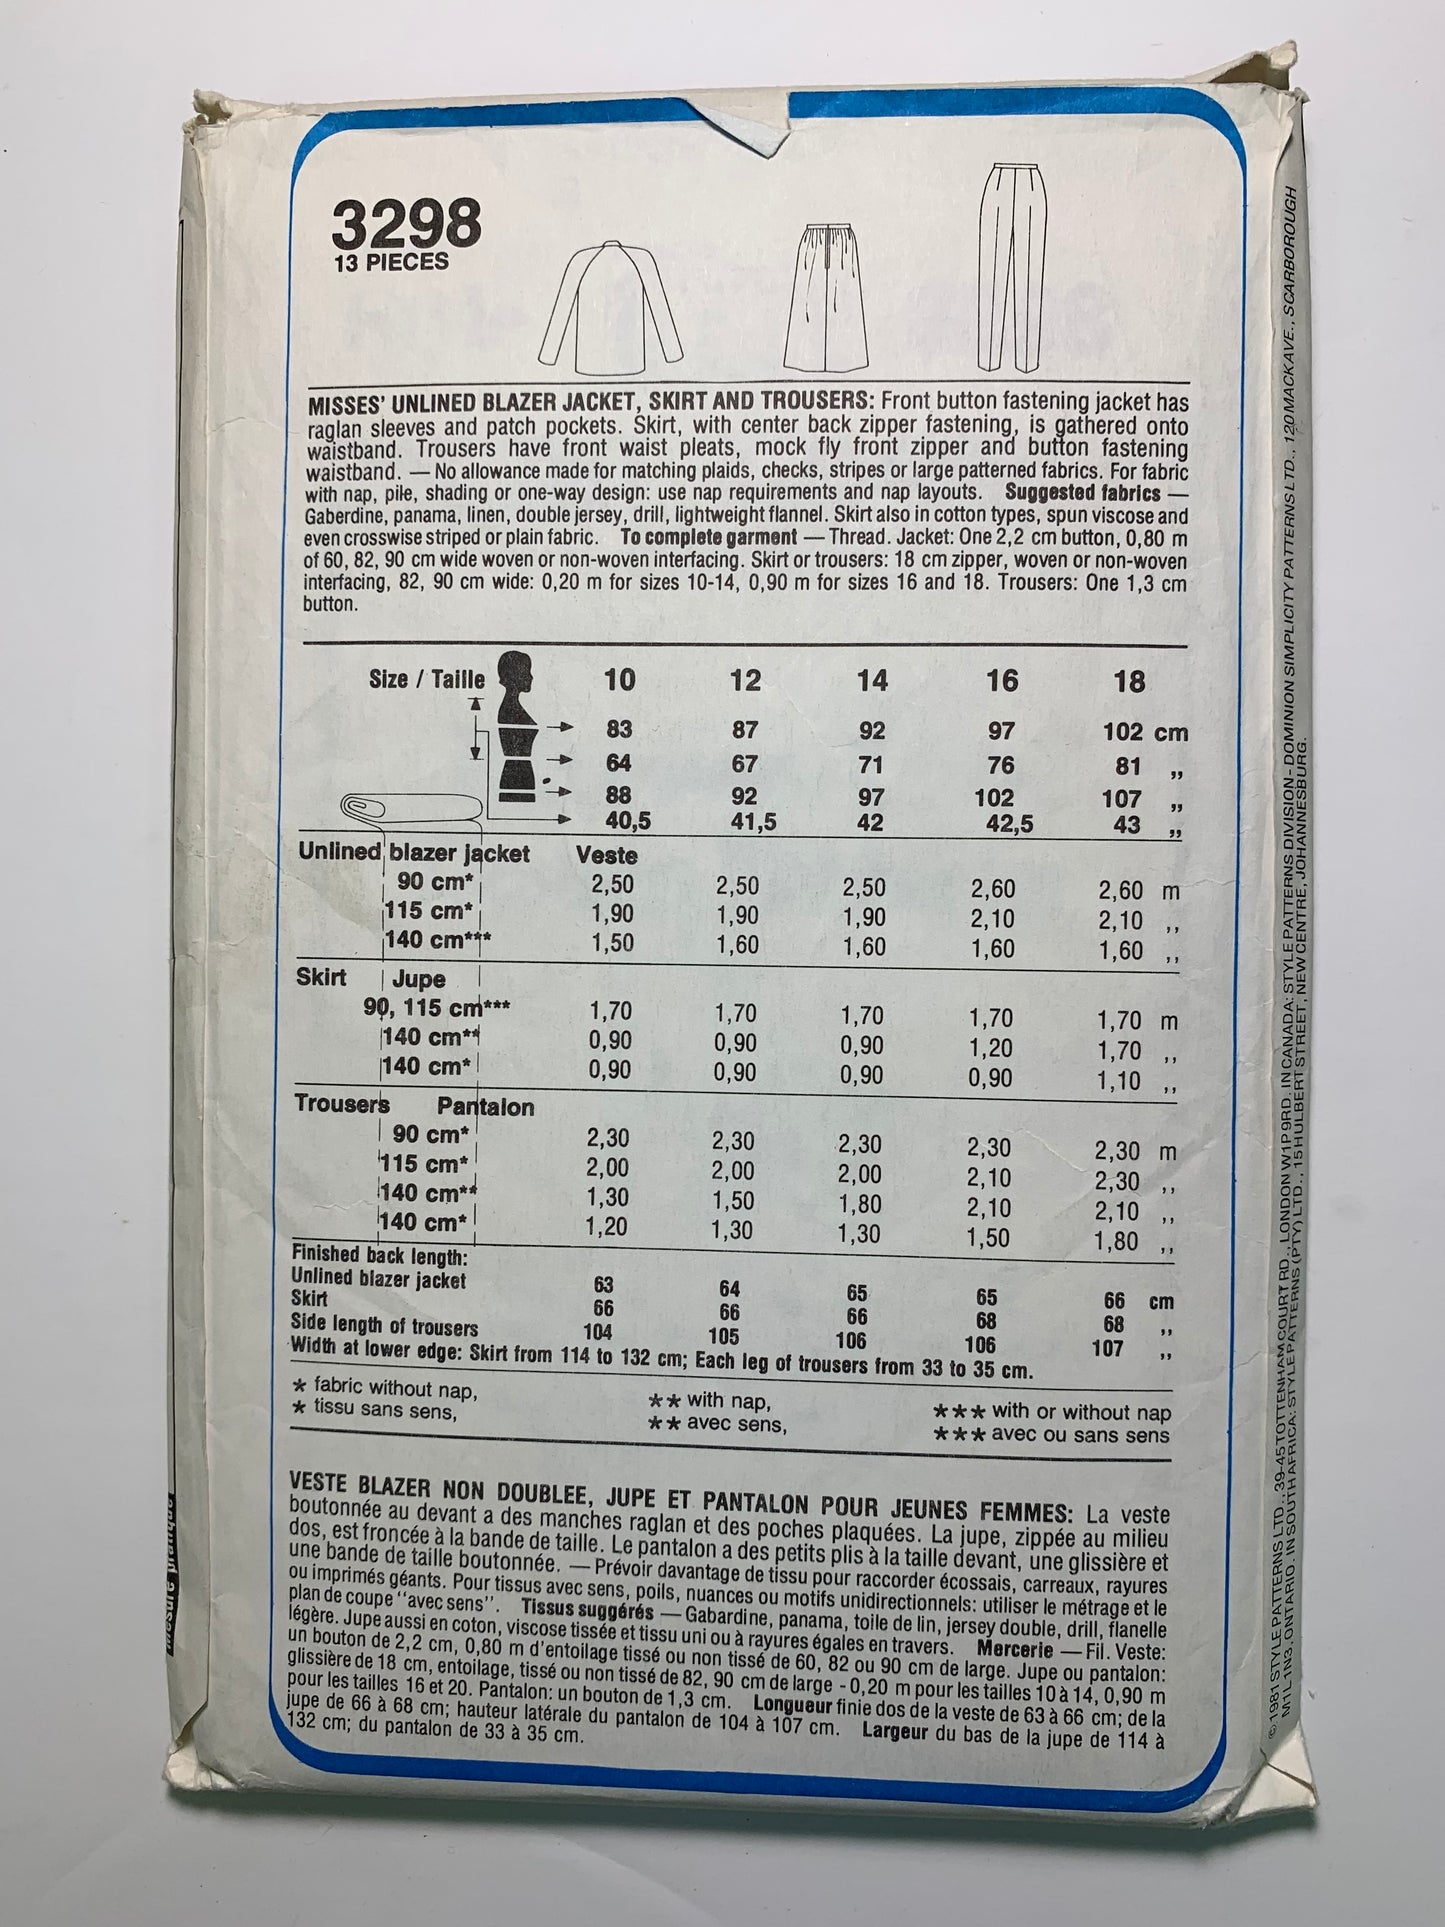 3298
13 PIECES
MISSES' UNLINED BLAZER JACKET, SKIRT AND TROUSERS: Front button fastening jacket has
raglan sleeves and patch pockets. Skirt, with center back zipper fastening, is gathered onto
waistband. Trousers have front waist pleats, mock fly front zipper and button fastening
waistband. — No allowance made for matching plaids, checks, stripes or large patterned fabrics. For fabric
with nap, pile, shading or one-way design: use nap requirements and nap layouts. Suggested fabrics —
Gaberdine, panama, linen, double jersey, drill, lightweight flannel. Skirt also in cotton types, spun viscose and
even crosswise striped or plain fabric. To complete garment — Thread. Jacket: One 2,2 cm button, 0,80 m
of 60, 82, 90 cm wide woven or non-woven interfacing. Skirt or trousers: 18 cm zipper, woven or non-woven
interfacing, 82, 90 cm wide: 0,20 m for sizes 10-14, 0,90 m for sizes 16 and 18. Trousers: One 1,3 cm
button.
Size / Taille 10 12 14 16 18
83 87 92 97 102 cm
64 67 71 76 81 ,,
88 92 97 102 107 ,,
40,5 41,5 42 42,5 43 ,,
Unlined blazer jacket Veste
90 cm* 2,50 2,50 2,50 2,60 2,60 m
115 cm* 1,90 1,90 1,90 2,10 2,10 ,,
140 cm*** 1,50 1,60 1,60 1,60 1,60 ,,
Skirt Jupe
90, 115 cm*** 1,70 1,70 1,70 1,70 1,70 m
140 cm** 0,90 0,90 0,90 1,20 1,70 ,,
140 cm* 0,90 0,90 0,90 0,90 1,10 ,,
Trousers Pantalon
90 cm* 2,30 2,30 2,30 2,30 2,30 m
115 cm* 2,00 2,00 2,00 2,10 2,30 ,,
140 cm** 1,30 1,50 1,80 2,10 2,10 ,,
140 cm* 1,20 1,30 1,30 1,50 1,80 ,,
Finished back length:
Unlined blazer jacket 63 64 65 65 66 cm
Skirt 66 66 66 68 68 ,,
Side length of trousers 104 105 106 106 107 ,,
Width at lower edge: Skirt from 114 to 132 cm; Each leg of trousers from 33 to 35 cm.
* fabric without nap, ** with nap, *** with or without nap
* tissu sans sens, ** avec sens, *** avec ou sans sens
VESTE BLAZER NON DOUBLEE, JUPE ET PANTALON POUR JEUNES FEMMES: La veste
boutonnée au devant a des manches raglan et des poches plaquées. La jupe, zippée au milieu
dos, est froncée à la bande de taille. Le pantalon a des petits plis à la taille devant, une glissière et
une bande de taille boutonnée. — Prévoir davantage de tissu pour raccorder écossais, carreaux, rayures
ou imprimés géants. Pour tissus avec sens, poils, nuances ou motifs unidirectionnels: utiliser le métrage et le
plan de coupe "avec sens". Tissus suggérés — Gabardine, panama, toile de lin, jersey double, drill, flanelle
légère. Jupe aussi en coton, viscose tissée et tissu uni ou à rayures égales en travers. Mercerie — Fil. Veste:
un bouton de 2,2 cm, 0,80 m d'entoilage tissé ou non tissé de 60, 82 ou 90 cm de large. Jupe ou pantalon:
glissière de 18 cm, entoilage, tissé ou non tissé de 82, 90 cm de large - 0,20 m pour les tailles 10 à 14, 0,90 m
pour les tailles 16 et 20. Pantalon: un bouton de 1,3 cm. Longueur finie dos de la veste de 63 à 66 cm; de la
jupe de 66 à 68 cm; hauteur latérale du pantalon de 104 à 107 cm. Largeur du bas de la jupe de 114 à
132 cm; du pantalon de 33 à 35 cm.
© 1981 STYLE PATTERNS LTD., 39-45 TOTTENHAM COURT RD., LONDON W1P 9RD. IN CANADA: STYLE PATTERNS DIVISION - DOMINION SIMPLICITY PATTERNS LTD., 120 MACK AVE., SCARBOROUGH
M1L 1N3, ONTARIO. IN SOUTH AFRICA: STYLE PATTERNS (PTY) LTD., 15 HULBERT STREET, NEW CENTRE, JOHANNESBURG.